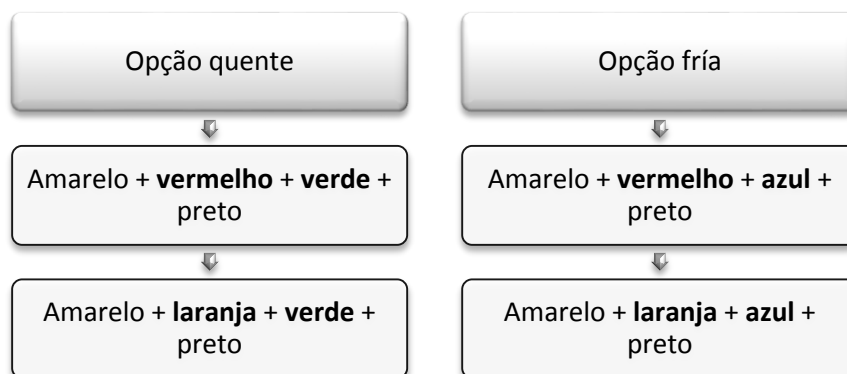 Opção quente
Amarelo + vermelho + verde +
preto
Amarelo + laranja + verde +
preto
Opção fría
Amarelo + vermelho + azul +
preto
Amarelo + laranja + azul +
preto